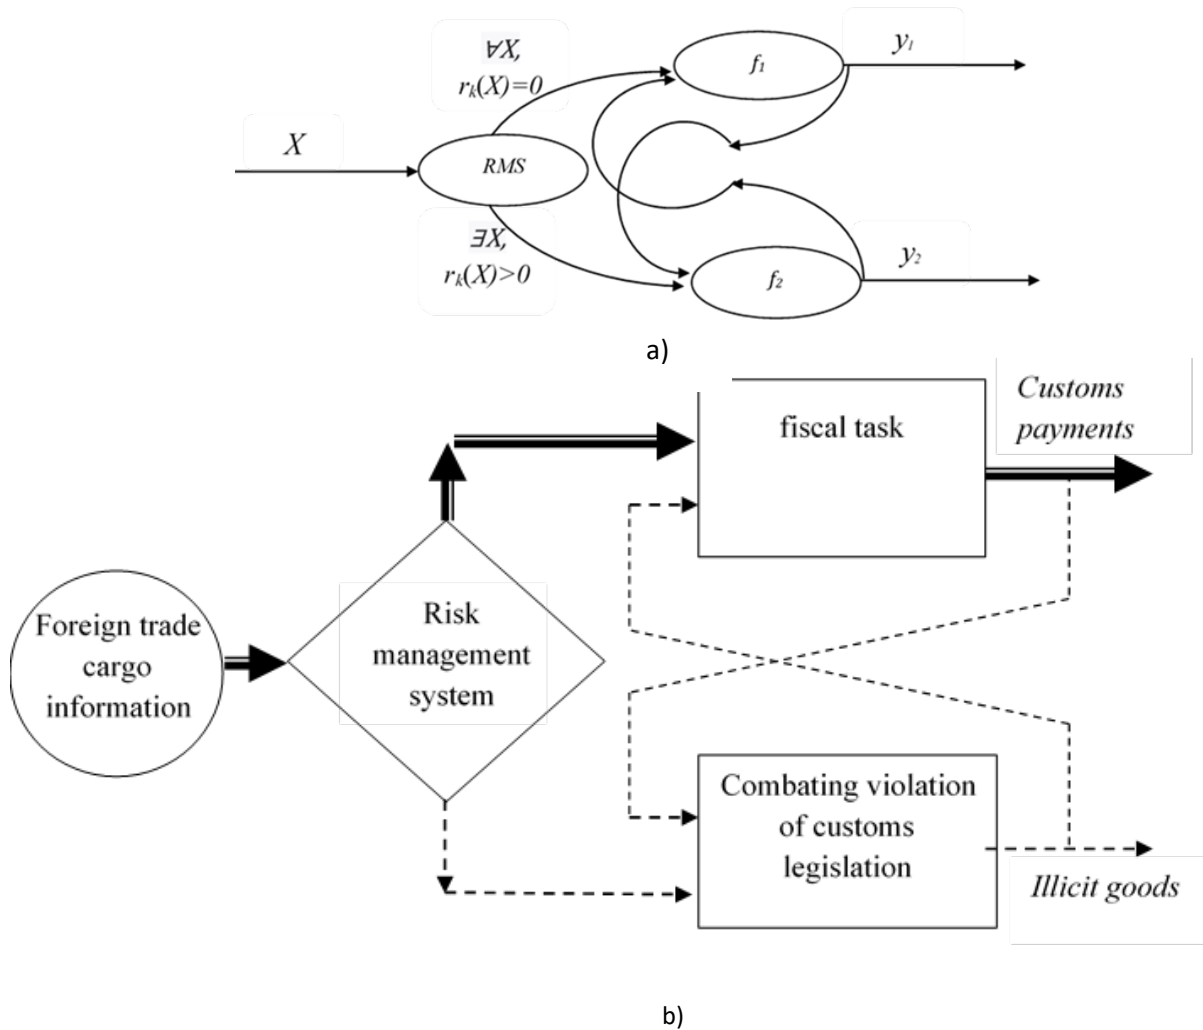 ∀X,
rₖ(X)=0
f₁
y₁
X
RMS
∃X,
rₖ(X)>0
f₂
y₂
a)
Customs
payments
fiscal task
Foreign trade
cargo
information
Risk
management
system
Combating violation
of customs
legislation
Illicit goods
b)